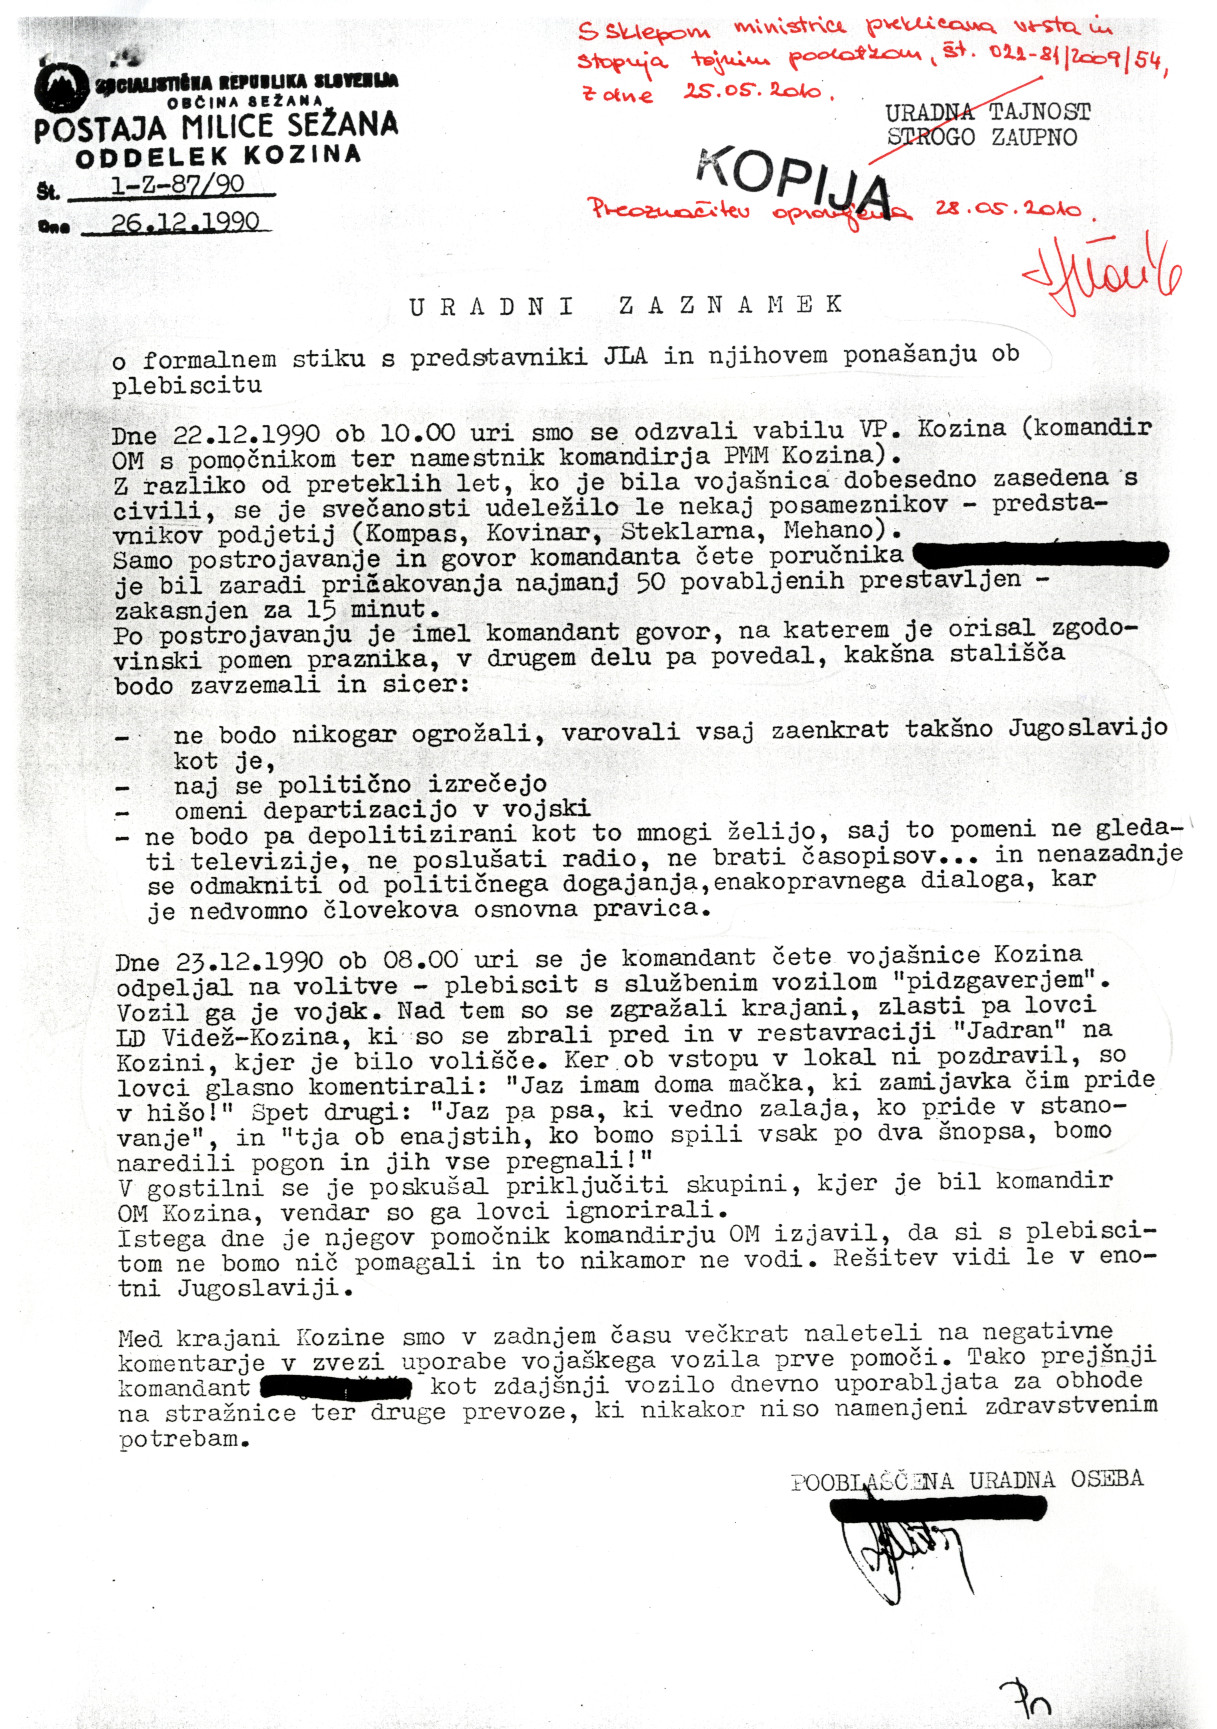 S sklepom ministrice preklicana vrsta in
stopnja tajnim podatkom, št. 022-81/2009/54,
z dne 25.05.2010.
SOCIALISTIČNA REPUBLIKA SLOVENIJA
OBČINA SEŽANA
POSTAJA MILICE SEŽANA
ODDELEK KOZINA
Št. 1-Z-87/90
Dne 26.12.1990
URADNA TAJNOST
STROGO ZAUPNO
KOPIJA
Preoznačitev opravljena 28.05.2010.
URADNI ZAZNAMEK
o formalnem stiku s predstavniki JLA in njihovem ponašanju ob
plebiscitu
Dne 22.12.1990 ob 10.00 uri smo se odzvali vabilu VP. Kozina (komandir
OM s pomočnikom ter namestnik komandirja PMM Kozina).
Z razliko od preteklih let, ko je bila vojašnica dobesedno zasedena s
civili, se je svečanosti udeležilo le nekaj posameznikov - predsta-
vnikov podjetij (Kompas, Kovinar, Steklarna, Mehano).
Samo postrojavanje in govor komandanta čete poručnika
je bil zaradi pričakovanja najmanj 50 povabljenih prestavljen -
zakasnjen za 15 minut.
Po postrojavanju je imel komandant govor, na katerem je orisal zgodo-
vinski pomen praznika, v drugem delu pa povedal, kakšna stališča
bodo zavzemali in sicer:
- ne bodo nikogar ogrožali, varovali vsaj zaenkrat takšno Jugoslavijo
kot je,
- naj se politično izrečejo
- omeni departizacijo v vojski
- ne bodo pa depolitizirani kot to mnogi želijo, saj to pomeni ne gleda-
ti televizije, ne poslušati radio, ne brati časopisov... in nenazadnje
se odmakniti od političnega dogajanja,enakopravnega dialoga, kar
je nedvomno človekova osnovna pravica.
Dne 23.12.1990 ob 08.00 uri se je komandant čete vojašnice Kozina
odpeljal na volitve - plebiscit s službenim vozilom "pidzgaverjem".
Vozil ga je vojak. Nad tem so se zgražali krajani, zlasti pa lovci
LD Videž-Kozina, ki so se zbrali pred in v restavraciji "Jadran" na
Kozini, kjer je bilo volišče. Ker ob vstopu v lokal ni pozdravil, so
lovci glasno komentirali: "Jaz imam doma mačka, ki zamijavka čim pride
v hišo!" Spet drugi: "Jaz pa psa, ki vedno zalaja, ko pride v stano-
vanje", in "tja ob enajstih, ko bomo spili vsak po dva šnopsa, bomo
naredili pogon in jih vse pregnali!"
V gostilni se je poskušal priključiti skupini, kjer je bil komandir
OM Kozina, vendar so ga lovci ignorirali.
Istega dne je njegov pomočnik komandirju OM izjavil, da si s plebisci-
tom ne bomo nič pomagali in to nikamor ne vodi. Rešitev vidi le v eno-
tni Jugoslaviji.
Med krajani Kozine smo v zadnjem času večkrat naleteli na negativne
komentarje v zvezi uporabe vojaškega vozila prve pomoči. Tako prejšnji
komandant kot zdajšnji vozilo dnevno uporabljata za obhode
na stražnice ter druge prevoze, ki nikakor niso namenjeni zdravstvenim
potrebam.
POOBLAŠČENA URADNA OSEBA